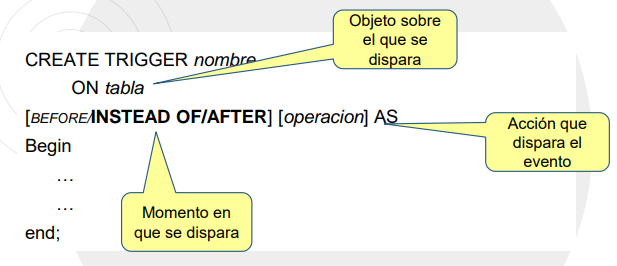 Objeto sobre
el que se
dispara
CREATE TRIGGER nombre
ON tabla
[BEFORE/INSTEAD OF/AFTER] [operacion] AS
Acción que
dispara el
evento
Begin
…
…
Momento en
que se dispara
end;